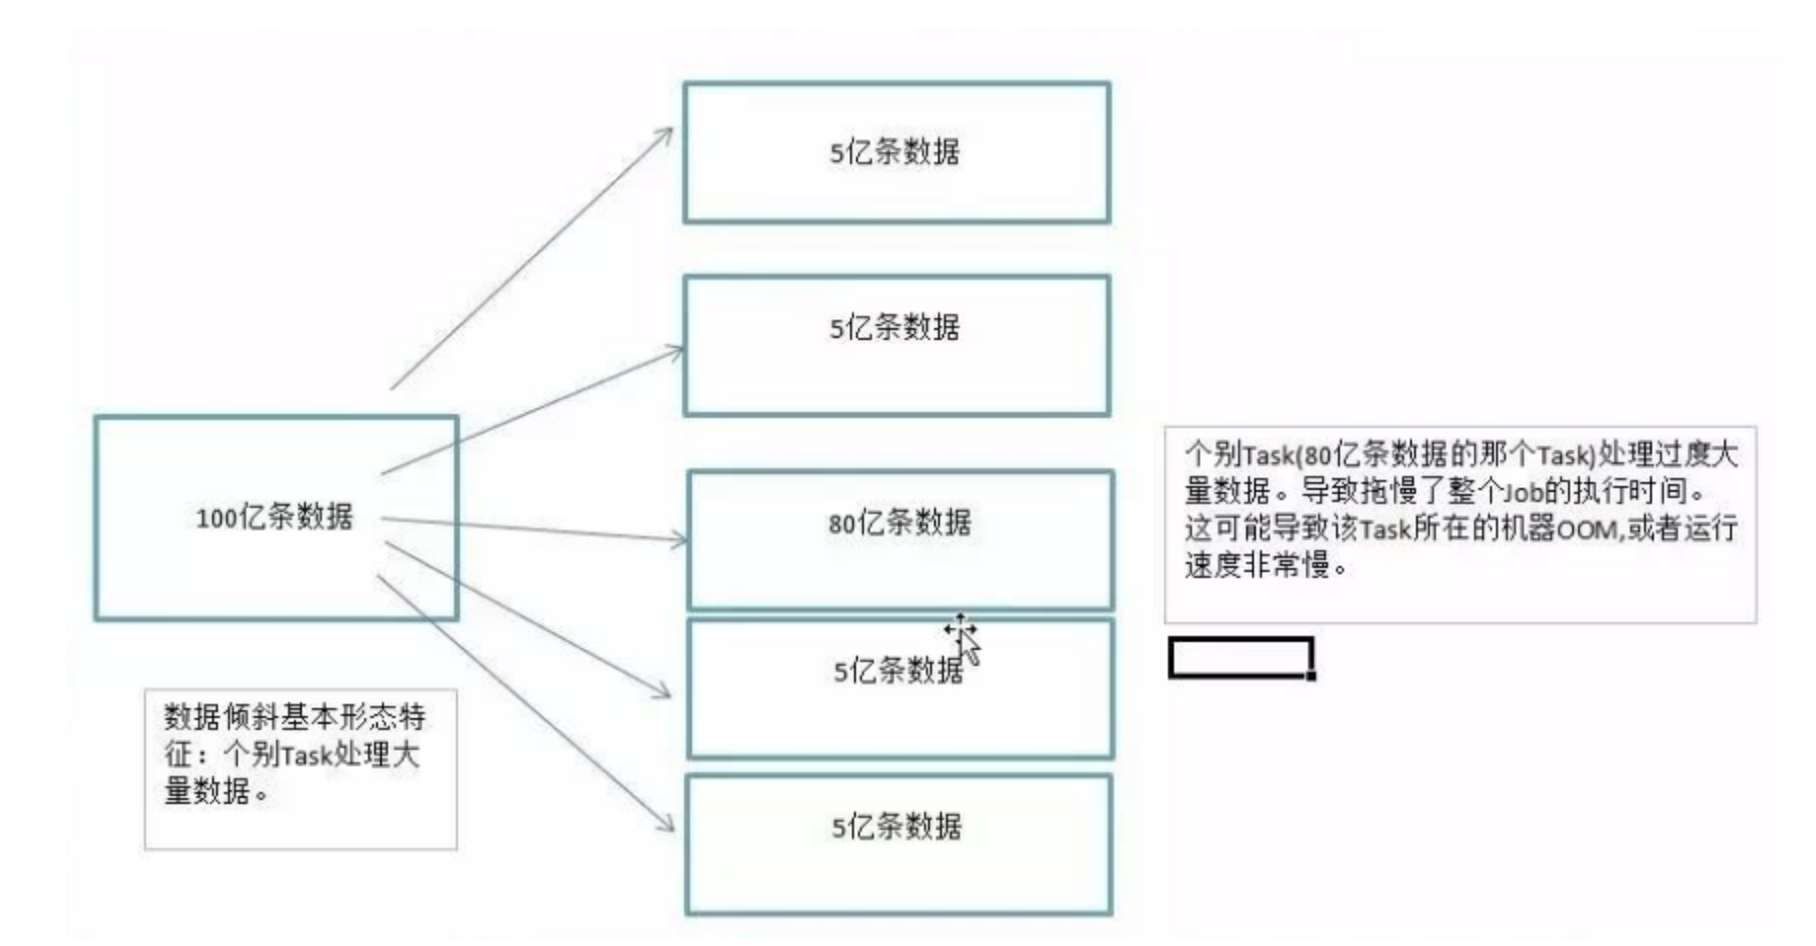 5亿条数据
5亿条数据
100亿条数据
80亿条数据
5亿条数据
5亿条数据
个别Task(80亿条数据的那个Task)处理过度大
量数据。导致拖慢了整个Job的执行时间。
这可能导致该Task所在的机器OOM,或者运行
速度非常慢。
数据倾斜基本形态特
征：个别Task处理大
量数据。